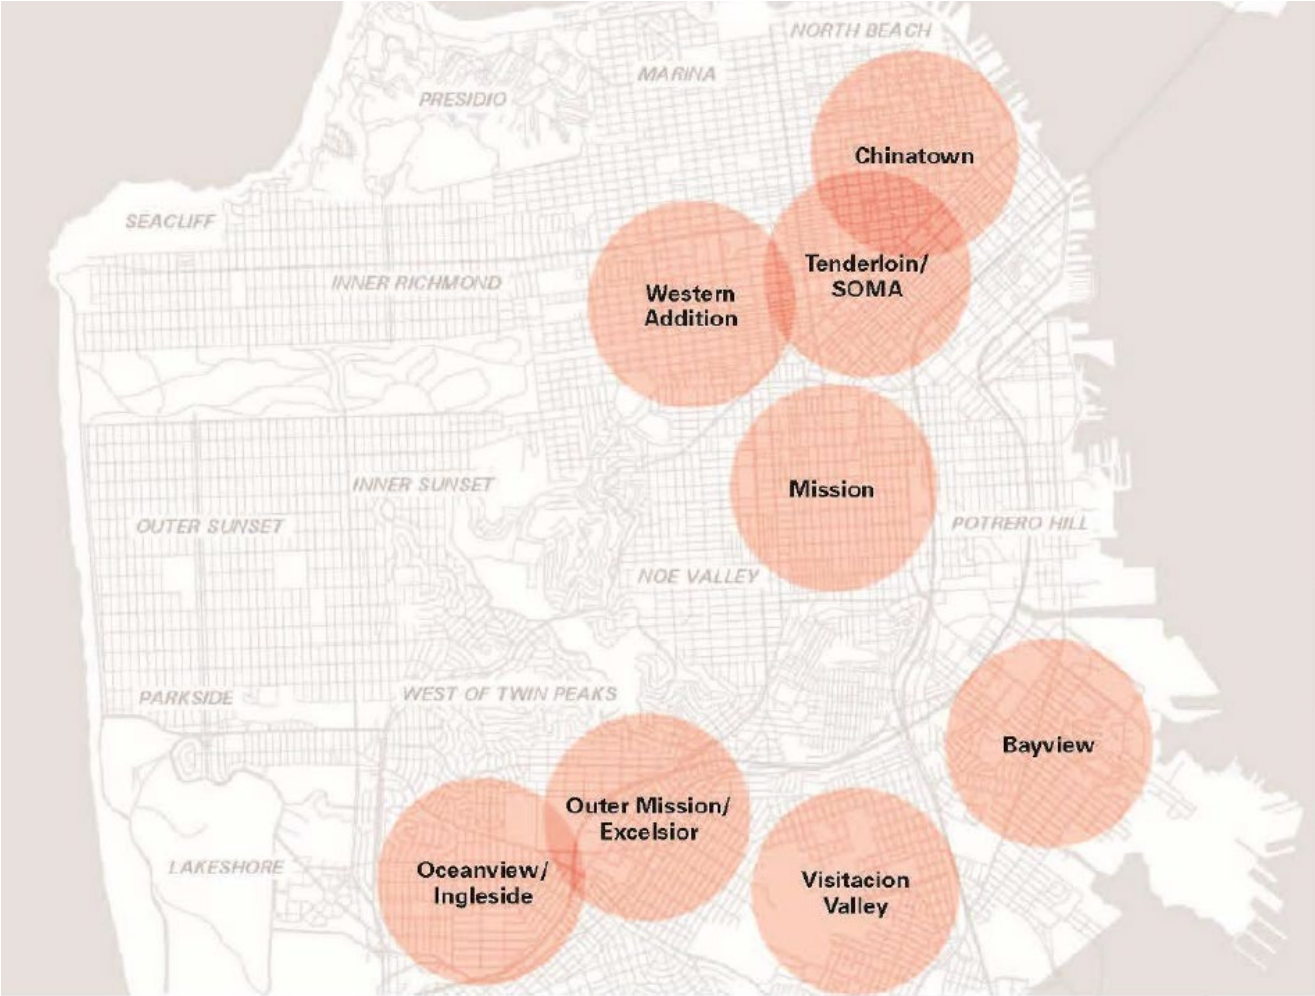 NORTH BEACH
MARINA
PRESIDIO
Chinatown
SEACLIFF
INNER RICHMOND
Tenderloin/
SOMA
Western
Addition
INNER SUNSET
Mission
OUTER SUNSET
POTRERO HILL
NOE VALLEY
PARKSIDE
WEST OF TWIN PEAKS
Bayview
Outer Mission/
Excelsior
LAKESHORE
Oceanview/
Ingleside
Visitacion
Valley